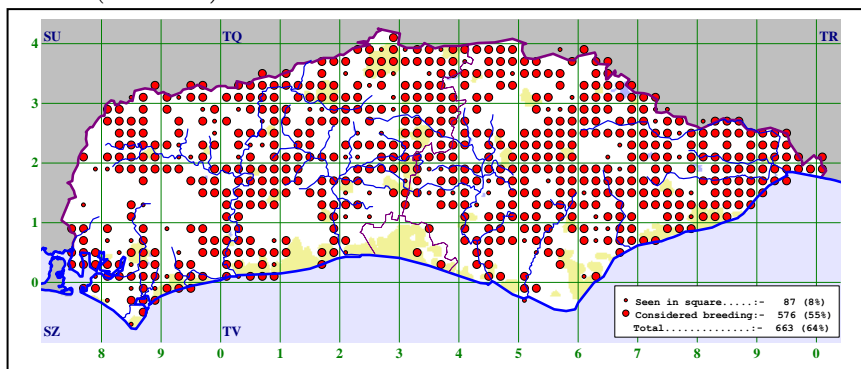 SU TQ TR
4
3
2
1
0
Seen in square.....:- 87 (8%)
Considered breeding:- 576 (55%)
Total..............:- 663 (64%)
SZ TV
8 9 0 1 2 3 4 5 6 7 8 9 0